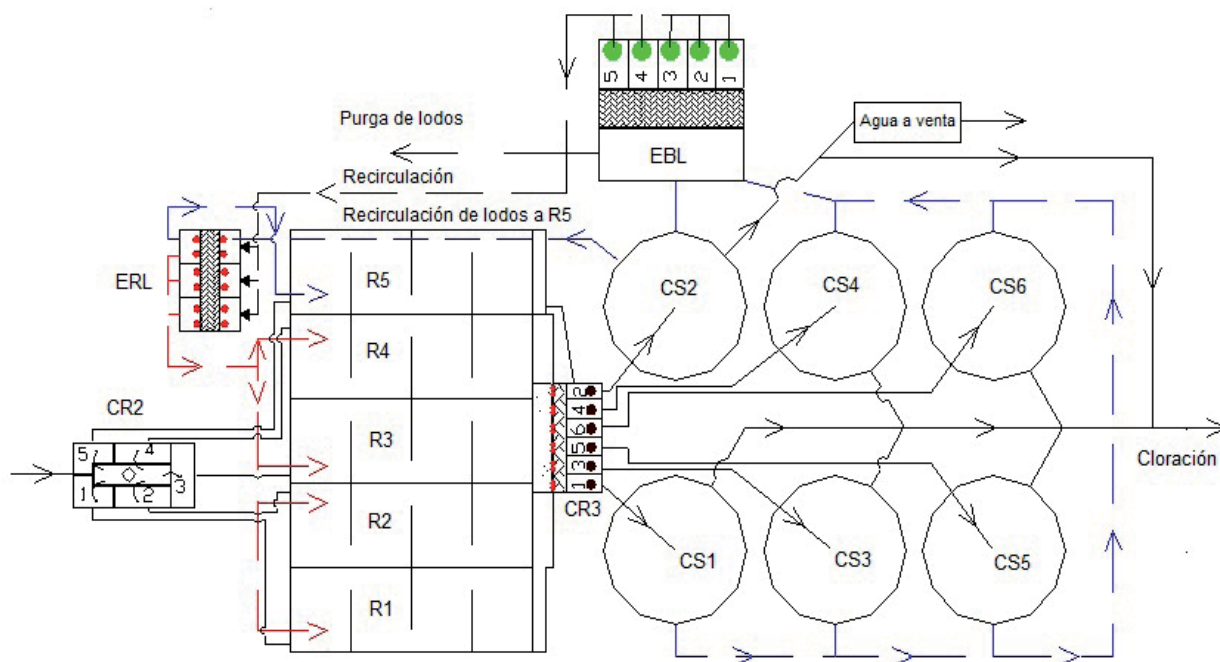 5 4 3 2 1
Purga de lodos
EBL
Agua a venta
Recirculación
Recirculación de lodos a R5
ERL
R5
CS2
CS4
CS6
R4
CR2
2
4
6
5
3
1
5 4
1 2 3
R3
Cloración
CR3
R2
CS1
CS3
CS5
R1